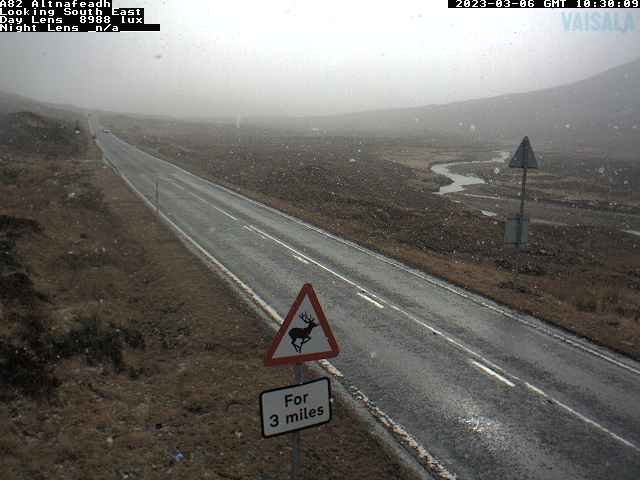 A82 Altnafeadh
Looking South East
Day Lens 8988 lux
Night Lens n/a
2023-03-06 GMT 10:30:09
VAISALA
For
3 miles